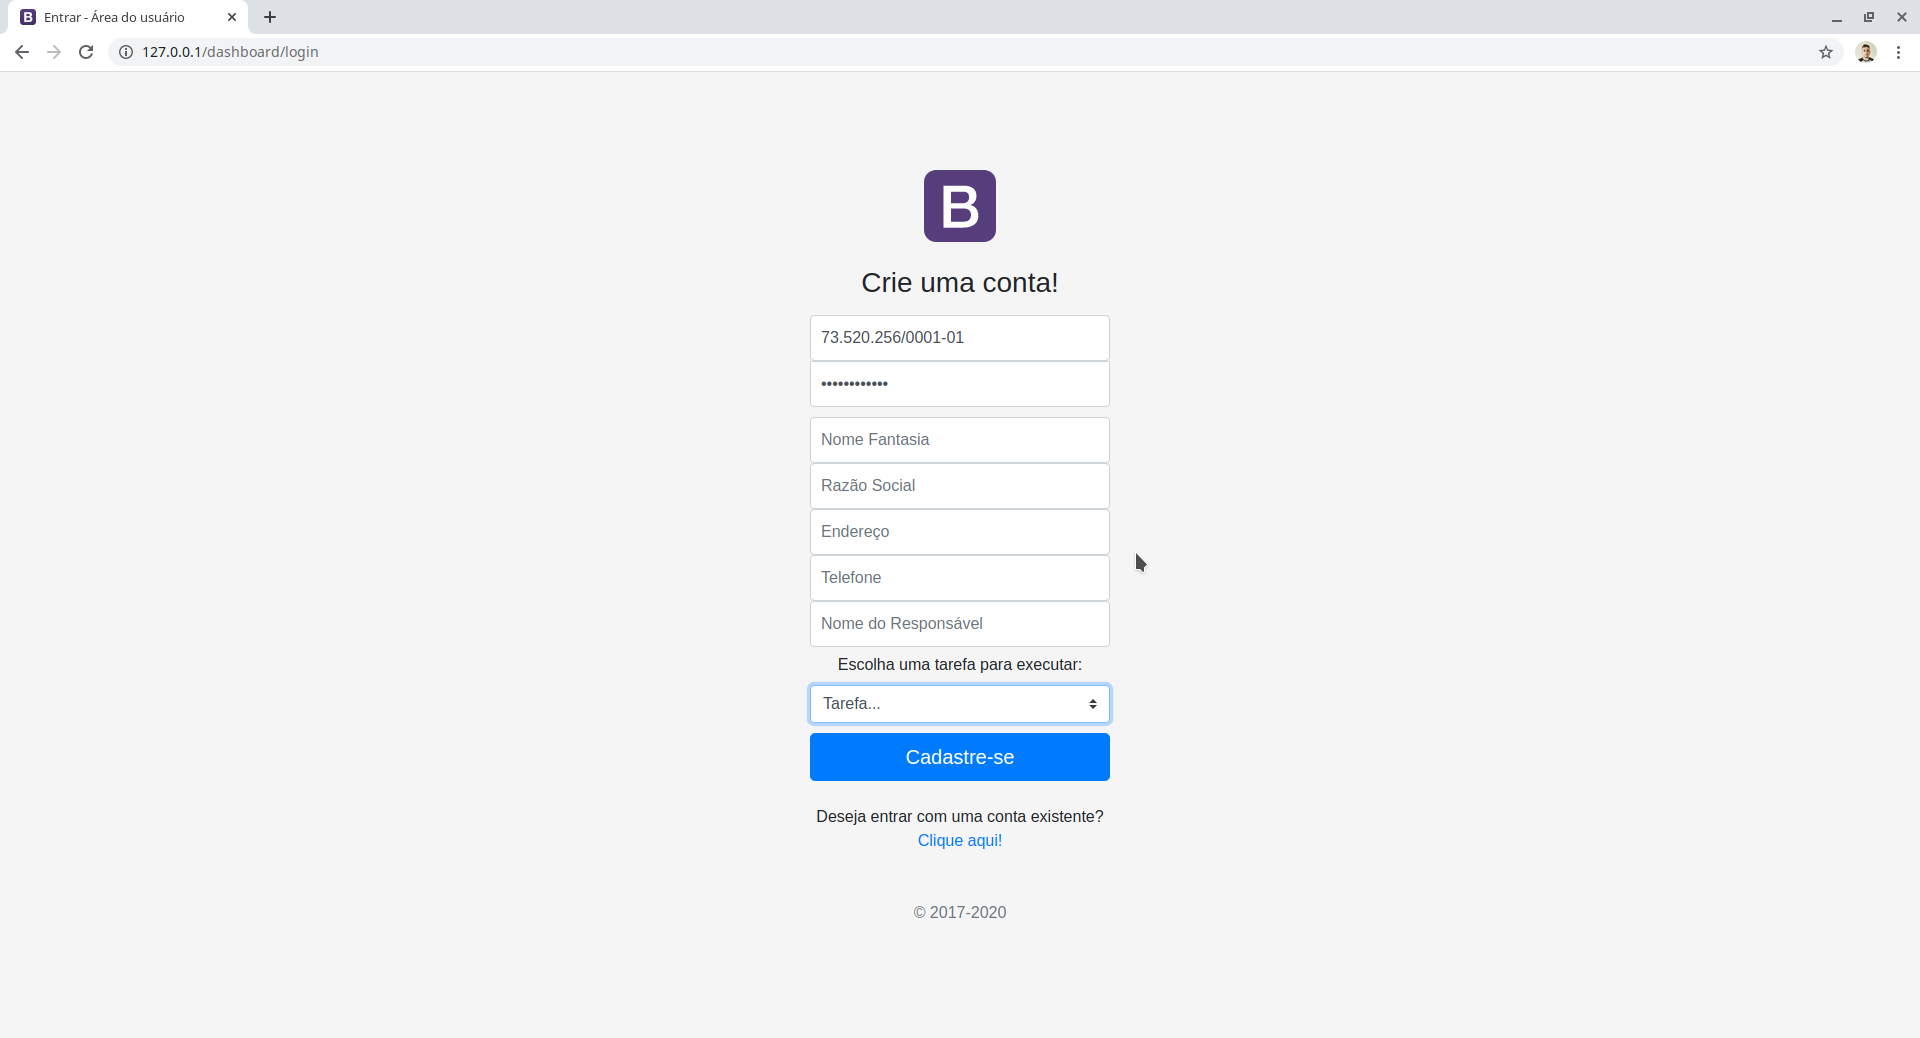 B Entrar - Área do usuário
127.0.0.1/dashboard/login
B
Crie uma conta!
73.520.256/0001-01
••••••••••••
Nome Fantasia
Razão Social
Endereço
Telefone
Nome do Responsável
Escolha uma tarefa para executar:
Tarefa...
Cadastre-se
Deseja entrar com uma conta existente?
Clique aqui!
© 2017-2020